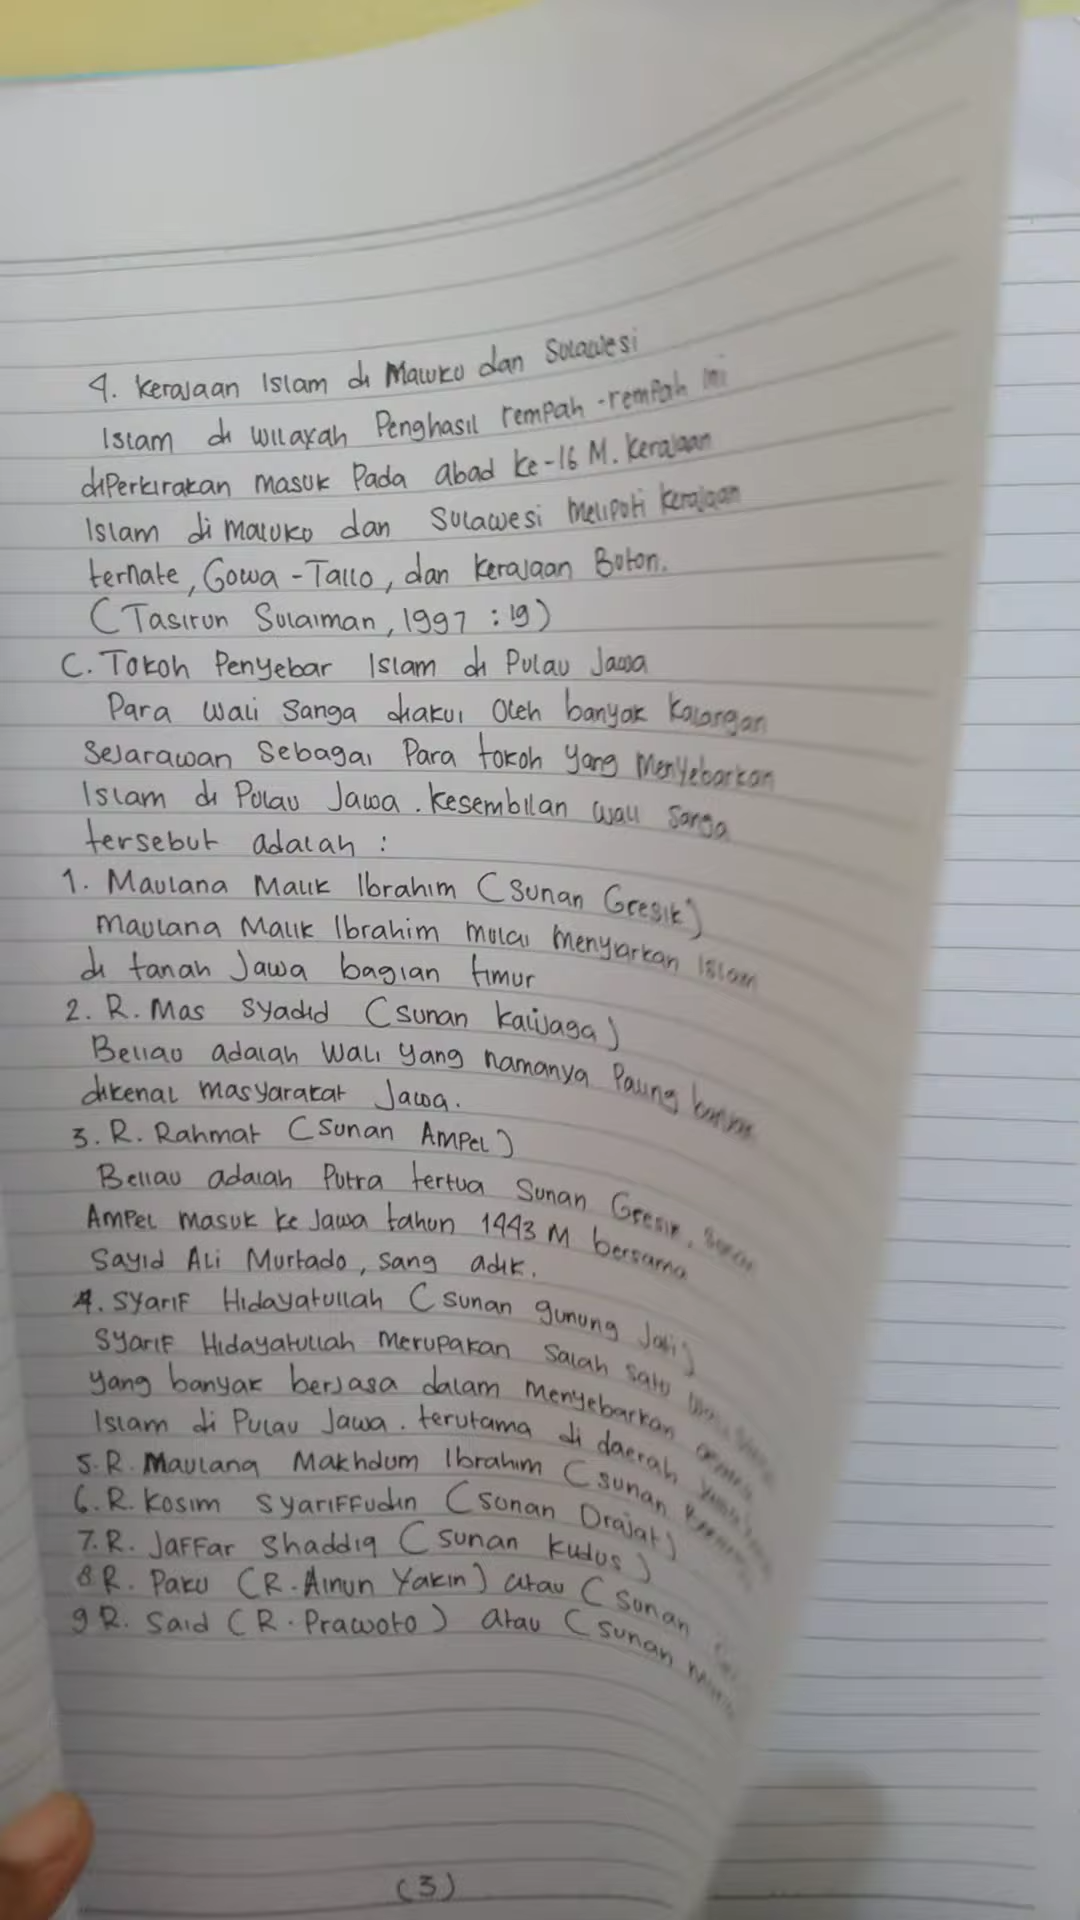 4. Kerajaan Islam di Maluku dan Sulawesi
Islam di wilayah Penghasil rempah-rempah ini
diperkirakan masuk Pada abad ke-16 M. Kerajaan
Islam di maluku dan Sulawesi meliputi kerajaan
ternate, Gowa-Tallo, dan kerajaan Buton.
(Tasirun Sulaiman, 1997 : 19)
C. Tokoh Penyebar Islam di Pulau Jawa
Para Wali Sanga diakui Oleh banyak Kalangan
Sejarawan Sebagai Para tokoh yang Menyebarkan
Islam di Pulau Jawa. Kesembilan wali Sanga
tersebut adalah :
1. Maulana Malik Ibrahim (Sunan Gresik)
Maulana Malik Ibrahim mulai menyiarkan Islam
di tanah Jawa bagian timur
2. R. Mas Syadid (Sunan Kalijaga)
Beliau adalah Wali yang namanya Paling banyak
dikenal masyarakat Jawa.
3. R. Rahmat (Sunan Ampel)
Beliau adalah Putra tertua Sunan Gresik. Sunan
Ampel masuk ke Jawa tahun 1443 M bersama
Sayid Ali Murtado, sang adik.
4. Syarif Hidayatullah (Sunan gunung Jati)
Syarif Hidayatullah Merupakan Salah satu
yang banyak berjasa dalam Menyebarkan
Islam di Pulau Jawa. terutama di daerah
5. R. Maulana Makhdum Ibrahim (Sunan
6. R. Kosim Syariffudin (Sunan Drajat)
7. R. Jaffar Shaddiq (Sunan Kudus)
8 R. Paku (R. Ainun Yakin) atau (Sunan
9 R. Said (R. Prawoto) atau (Sunan
(3)